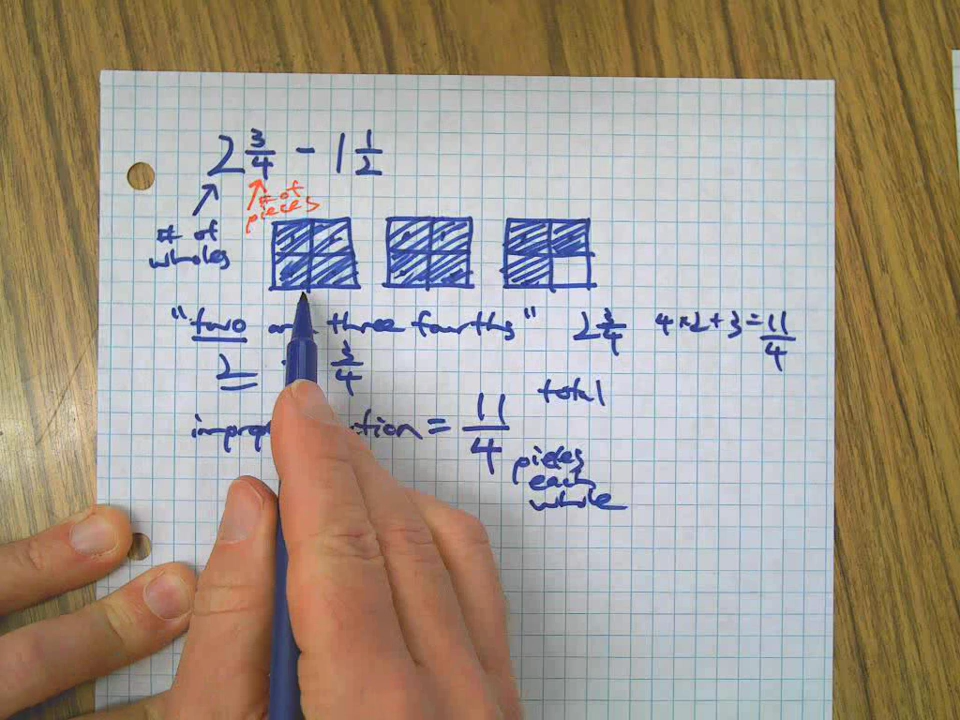 2 3/4 - 1 1/2
# of pieces
# of wholes
"two three fourths" 2 3/4 4 × 2 + 3 = 11/4
2 3/4
total
= 11/4
pieces each whole